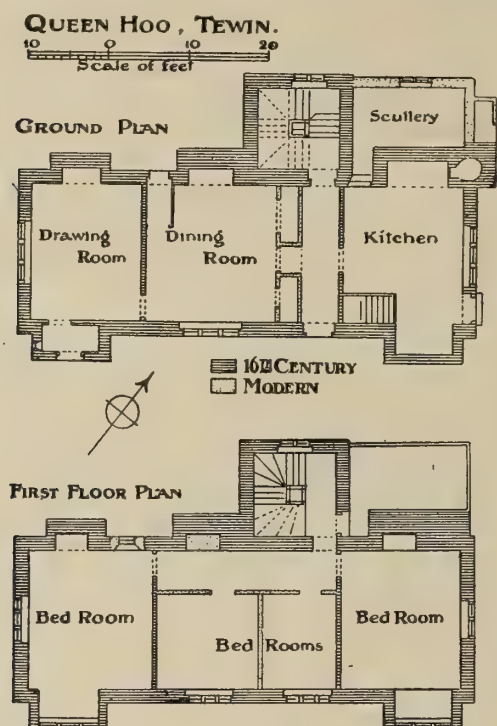 QUEEN HOO, TEWIN.
10 0 10 20
Scale of feet
GROUND PLAN
Scullery
Drawing Room
Dining Room
Kitchen
16TH CENTURY
MODERN
FIRST FLOOR PLAN
Bed Room
Bed Rooms
Bed Room